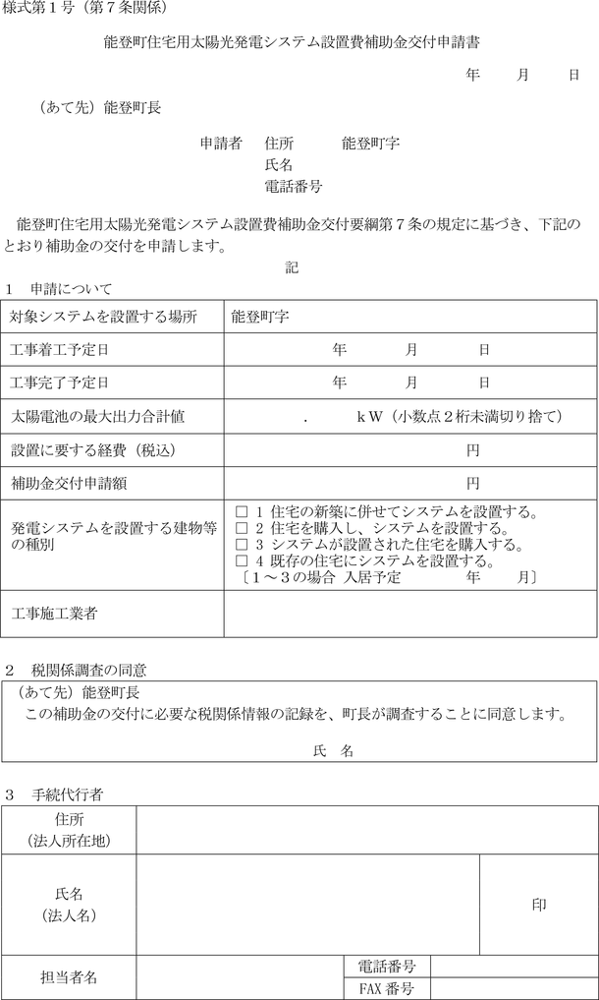 様式第１号（第７条関係）
能登町住宅用太陽光発電システム設置費補助金交付申請書
年　　月　　日
（あて先）能登町長
申請者　住所　　　能登町字
氏名
電話番号
能登町住宅用太陽光発電システム設置費補助金交付要綱第７条の規定に基づき、下記の
とおり補助金の交付を申請します。
記
１　申請について
対象システムを設置する場所　能登町字
工事着工予定日　年　　月　　日
工事完了予定日　年　　月　　日
太陽電池の最大出力合計値　．　　ｋＷ（小数点２桁未満切り捨て）
設置に要する経費（税込）　円
補助金交付申請額　円
発電システムを設置する建物等
の種別
□ 1 住宅の新築に併せてシステムを設置する。
□ 2 住宅を購入し、システムを設置する。
□ 3 システムが設置された住宅を購入する。
□ 4 既存の住宅にシステムを設置する。
〔１～３の場合 入居予定　　　年　　月〕
工事施工業者
２　税関係調査の同意
（あて先）能登町長
この補助金の交付に必要な税関係情報の記録を、町長が調査することに同意します。
氏　名
３　手続代行者
住所
（法人所在地）
氏名
（法人名）
印
担当者名
電話番号
FAX 番号